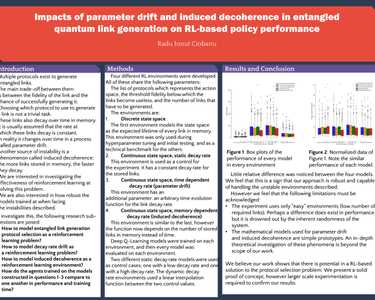 Impacts of parameter drift and induced decoherence in entangled
quantum link generation on RL-based policy performance
Radu Ionut Ciobanu
Introduction
Multiple protocols exist to generate
entangled links.
The main trade-off between them
is between the fidelity of the link and the
chance of successfully generating it.
Choosing which protocol to use to generate
link is not a trivial task.
These links also decay over time in memory.
It is usually assumed that the rate at
which these links decay is constant.
In reality it changes over time in a process
called parameter drift.
Another source of instability is a
phenomenon called induced decoherence:
the more links stored in memory, the faster
they decay.
We are interested in investigating the
effectiveness of reinforcement learning at
solving this problem.
We are also interested in how robust the
models trained at when facing
the instabilities described.
To investigate this, the following research sub-
questions are posed
How to model entangled link generation
protocol selection as a reinforcement
learning problem?
How to model decay rate drift as
a reinforcement learning problem?
How to model induced decoherence as a
reinforcement learning environment?
How do the agents trained on the models
constructed in questions 1-3 compare to
one another in performance and training
time?
Methods
Four different RL environments were developed
All of these share the following parameters:
The list of protocols which represents the action
space, the threshold fidelity below which the
links become useless, and the number of links that
have to be generated.
The environments are:
1. Discrete state space
The first environment models the state space
as the expected lifetime of every link in memory.
This environment was only used during
hyperparameter tuning and initial testing, and as a
technical benchmark for the others.
2. Continuous state space, static decay rate
This environment is used as a control for
the experiment. It has a constant decay rate for
the stored links.
3. Continuous state space, time dependent
decay rate (parameter drift)
This environment has an
additional parameter: an arbitrary time evolution
function for the link decay rate.
4. Continuous state space, memory dependent
decay rate (induced decoherence)
This environment is similar to the 3rd, however
the function now depends on the number of stored
links in memory instead of time.
Deep Q-Learning models were trained on each
environment, and then every model was
evaluated on each environment.
Two different static decay rate models were used
in control cases; one with a low decay rate and one
with a high decay rate. The dynamic decay
rate environments used a linear interpolation
function between the two control values.
Results and Conclusion
Figure 1 Box plots of the
performance of every model
in every environment
Figure 2: Normalised data of
Figure 1. Note the similar
performance of each model.
Little relative difference was noticed between the four models.
We feel that this is a sign that our approach is robust and capable
of handling the unstable environments described.
However we feel that the following limitations must be
acknowledged
• The experiment uses only "easy" environments (low number of
required links). Perhaps a difference does exist in performance
but it is drowned out by the inherent randomness of the
system.
• The mathematical models used for parameter drift
and induced decoherence are simple prototypes. An in-depth
theoretical investigation of these phenomena is beyond the
scope of our work.
We believe our work shows that there is potential in a RL-based
solution to the protocol selection problem. We present a solid
proof of concept, however larger scale experimentation is
required to confirm our results.